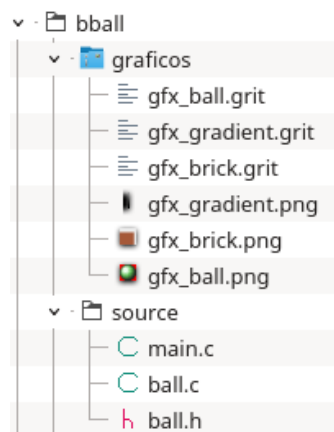 bball
graficos
gfx_ball.grit
gfx_gradient.grit
gfx_brick.grit
gfx_gradient.png
gfx_brick.png
gfx_ball.png
source
main.c
ball.c
ball.h